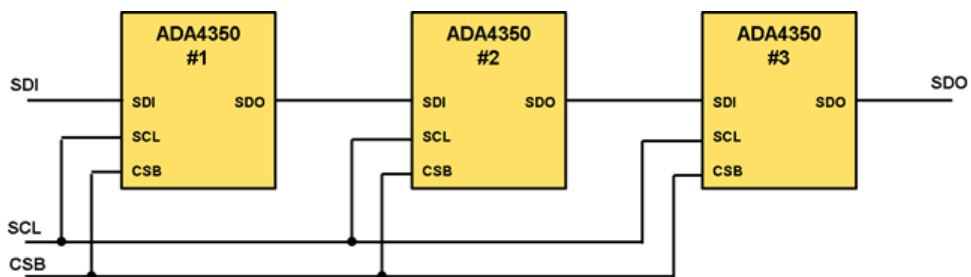 ADA4350
#1
ADA4350
#2
ADA4350
#3
SDI
SDO
SDI
SDO
SDI
SDO
SDI
SDO
SCL
SCL
SCL
CSB
CSB
CSB
SCL
CSB